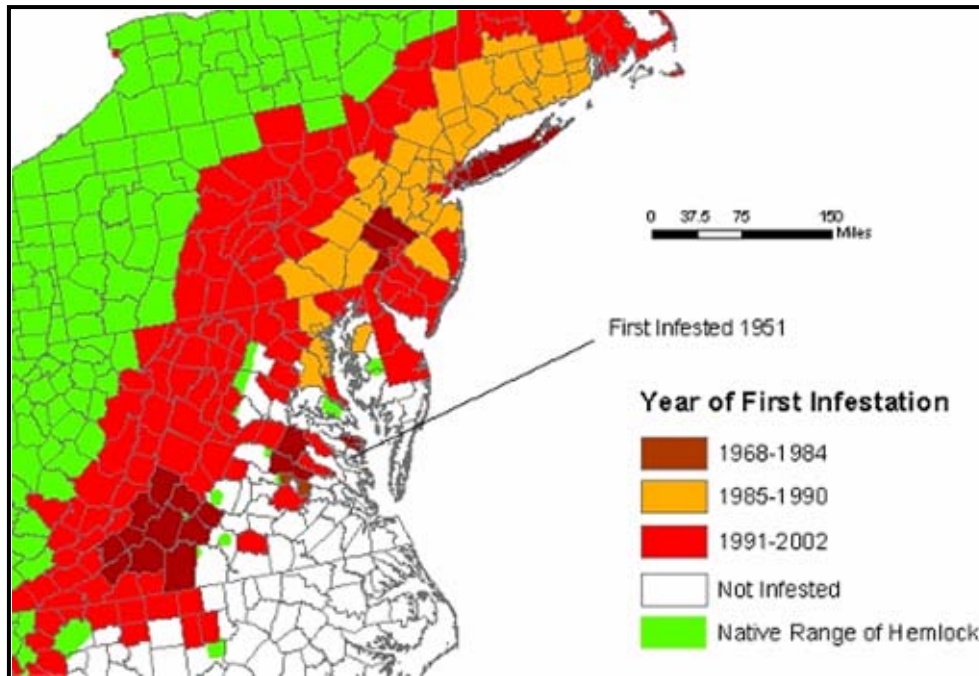 0 37.5 75 150
Miles
First Infested 1951
Year of First Infestation
1968-1984
1985-1990
1991-2002
Not Infested
Native Range of Hemlock